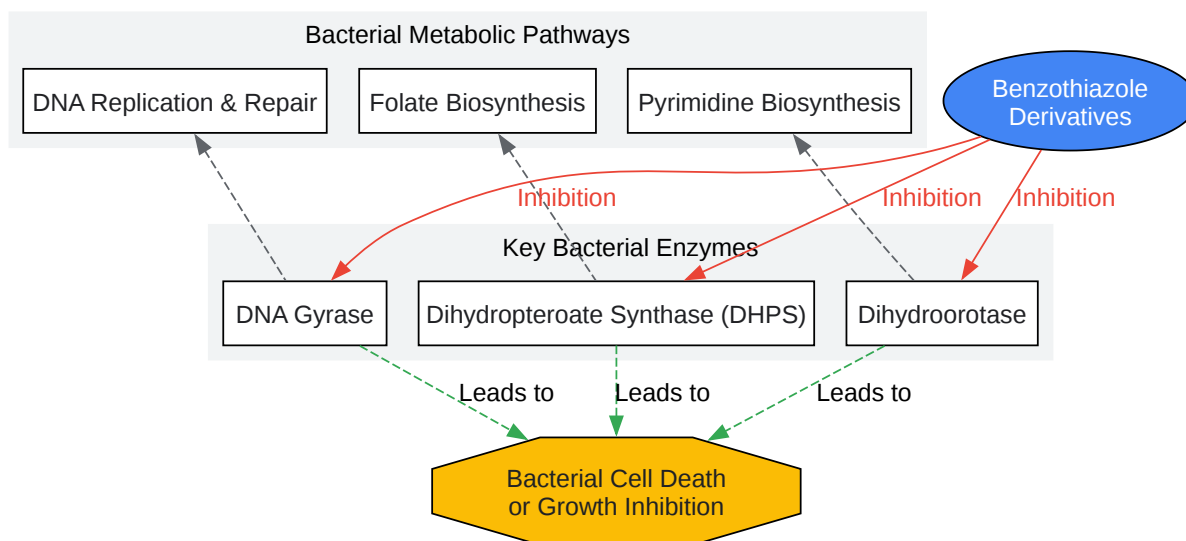 Bacterial Metabolic Pathways
DNA Replication & Repair
Folate Biosynthesis
Pyrimidine Biosynthesis
Benzothiazole
Derivatives
Inhibition
Inhibition
Inhibition
Key Bacterial Enzymes
DNA Gyrase
Dihydropteroate Synthase (DHPS)
Dihydroorotase
Leads to
Leads to
Leads to
Bacterial Cell Death
or Growth Inhibition